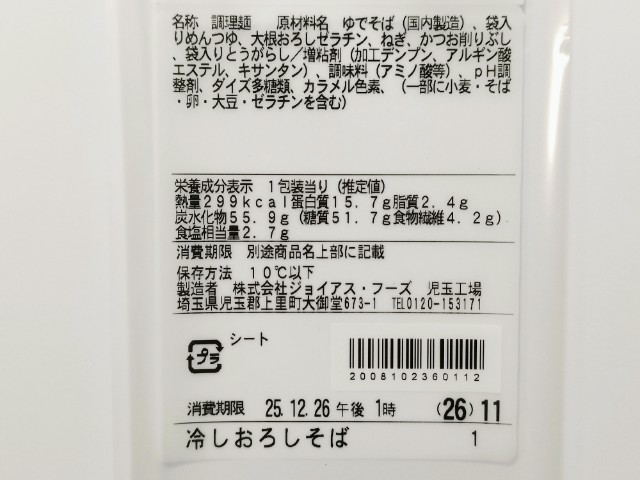 名称 調理麺　原材料名 ゆでそば（国内製造）、袋入
りめんつゆ、大根おろしゼラチン、ねぎ、かつお削りぶし
、袋入りとうがらし／増粘剤（加工デンプン、アルギン酸
エステル、キサンタン）、調味料（アミノ酸等）、ｐＨ調
整剤、ダイズ多糖類、カラメル色素、（一部に小麦・そば
・卵・大豆・ゼラチンを含む）
栄養成分表示　１包装当り（推定値）
熱量２９９ｋｃａｌ蛋白質１５．７ｇ脂質２．４ｇ
炭水化物５５．９ｇ（糖質５１．７ｇ食物繊維４．２ｇ）
食塩相当量２．７ｇ
消費期限　別途商品名上部に記載
保存方法　１０℃以下
製造者　株式会社ジョイアス・フーズ　児玉工場
埼玉県児玉郡上里町大御堂673-1　TEL0120-153171
プラ
シート
2008102360112
消費期限　25.12.26 午後 1時　(26)11
冷しおろしそば　1